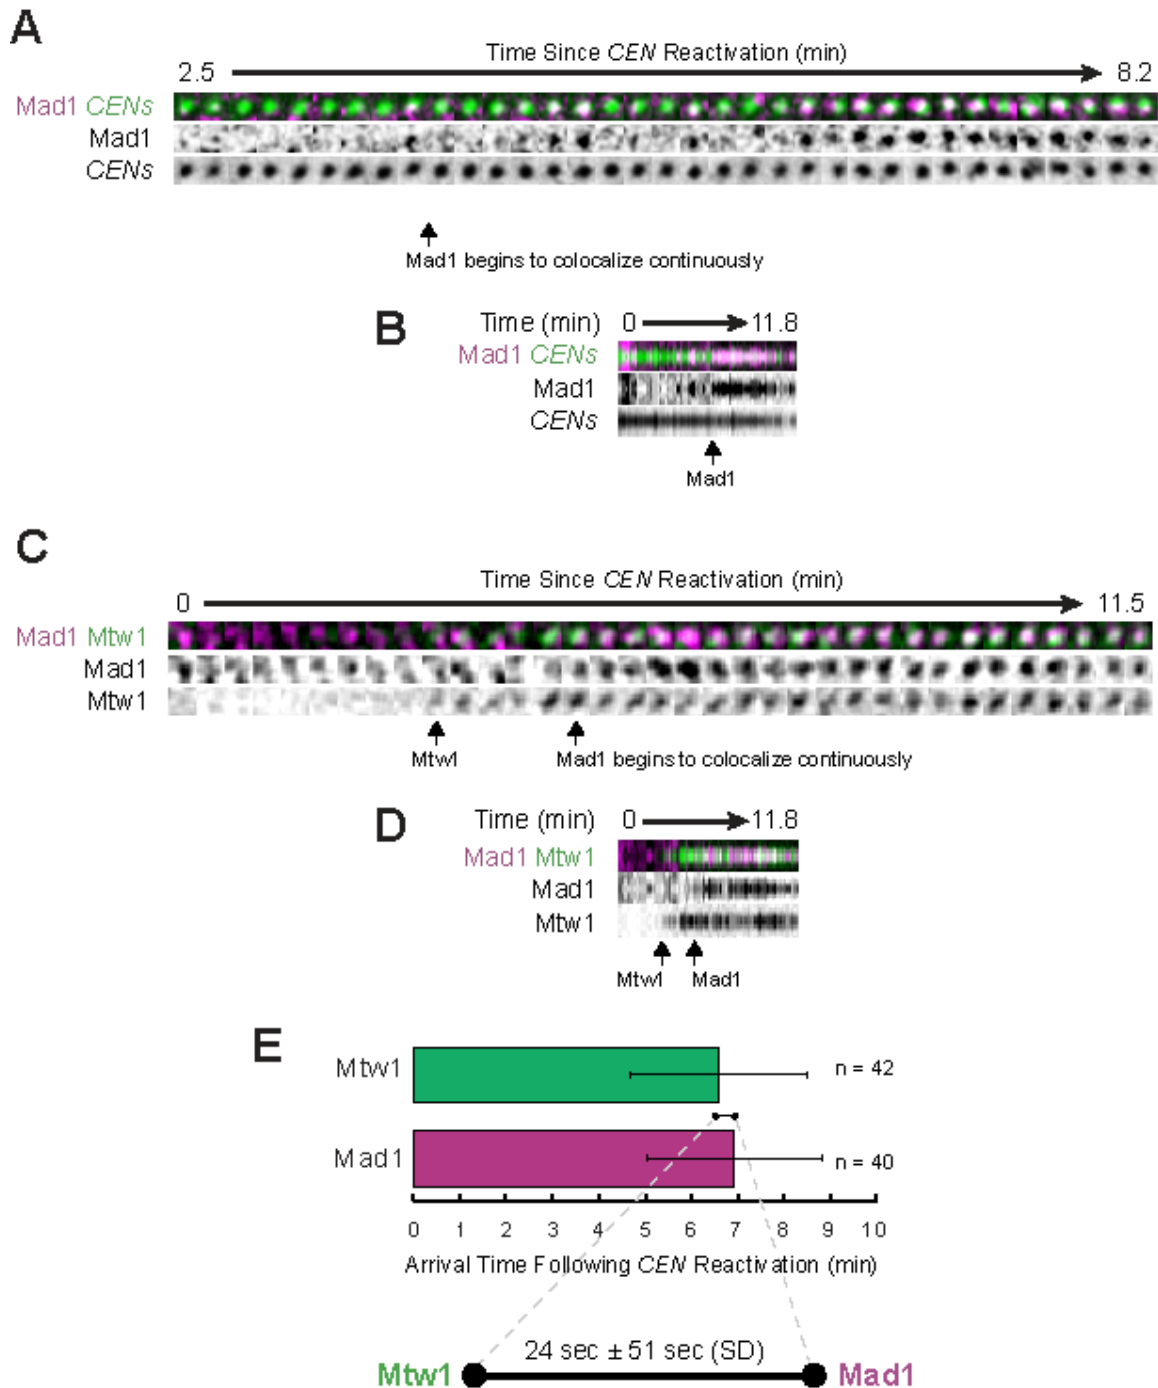 A
Time Since CEN Reactivation (min)
2.5
8.2
Mad1 CENs
Mad1
CENs
Mad1 begins to colocalize continuously
B
Time (min) 0
11.8
Mad1 CENs
Mad1
CENs
Mad1
C
Time Since CEN Reactivation (min)
0
11.5
Mad1 Mtw1
Mad1
Mtw1
Mtw1
Mad1 begins to colocalize continuously
D
Time (min) 0
11.8
Mad1 Mtw1
Mad1
Mtw1
Mtw1
Mad1
E
Mtw1
n = 42
Mad1
n = 40
0 1 2 3 4 5 6 7 8 9 10
Arrival Time Following CEN Reactivation (min)
24 sec ± 51 sec (SD)
Mtw1
Mad1